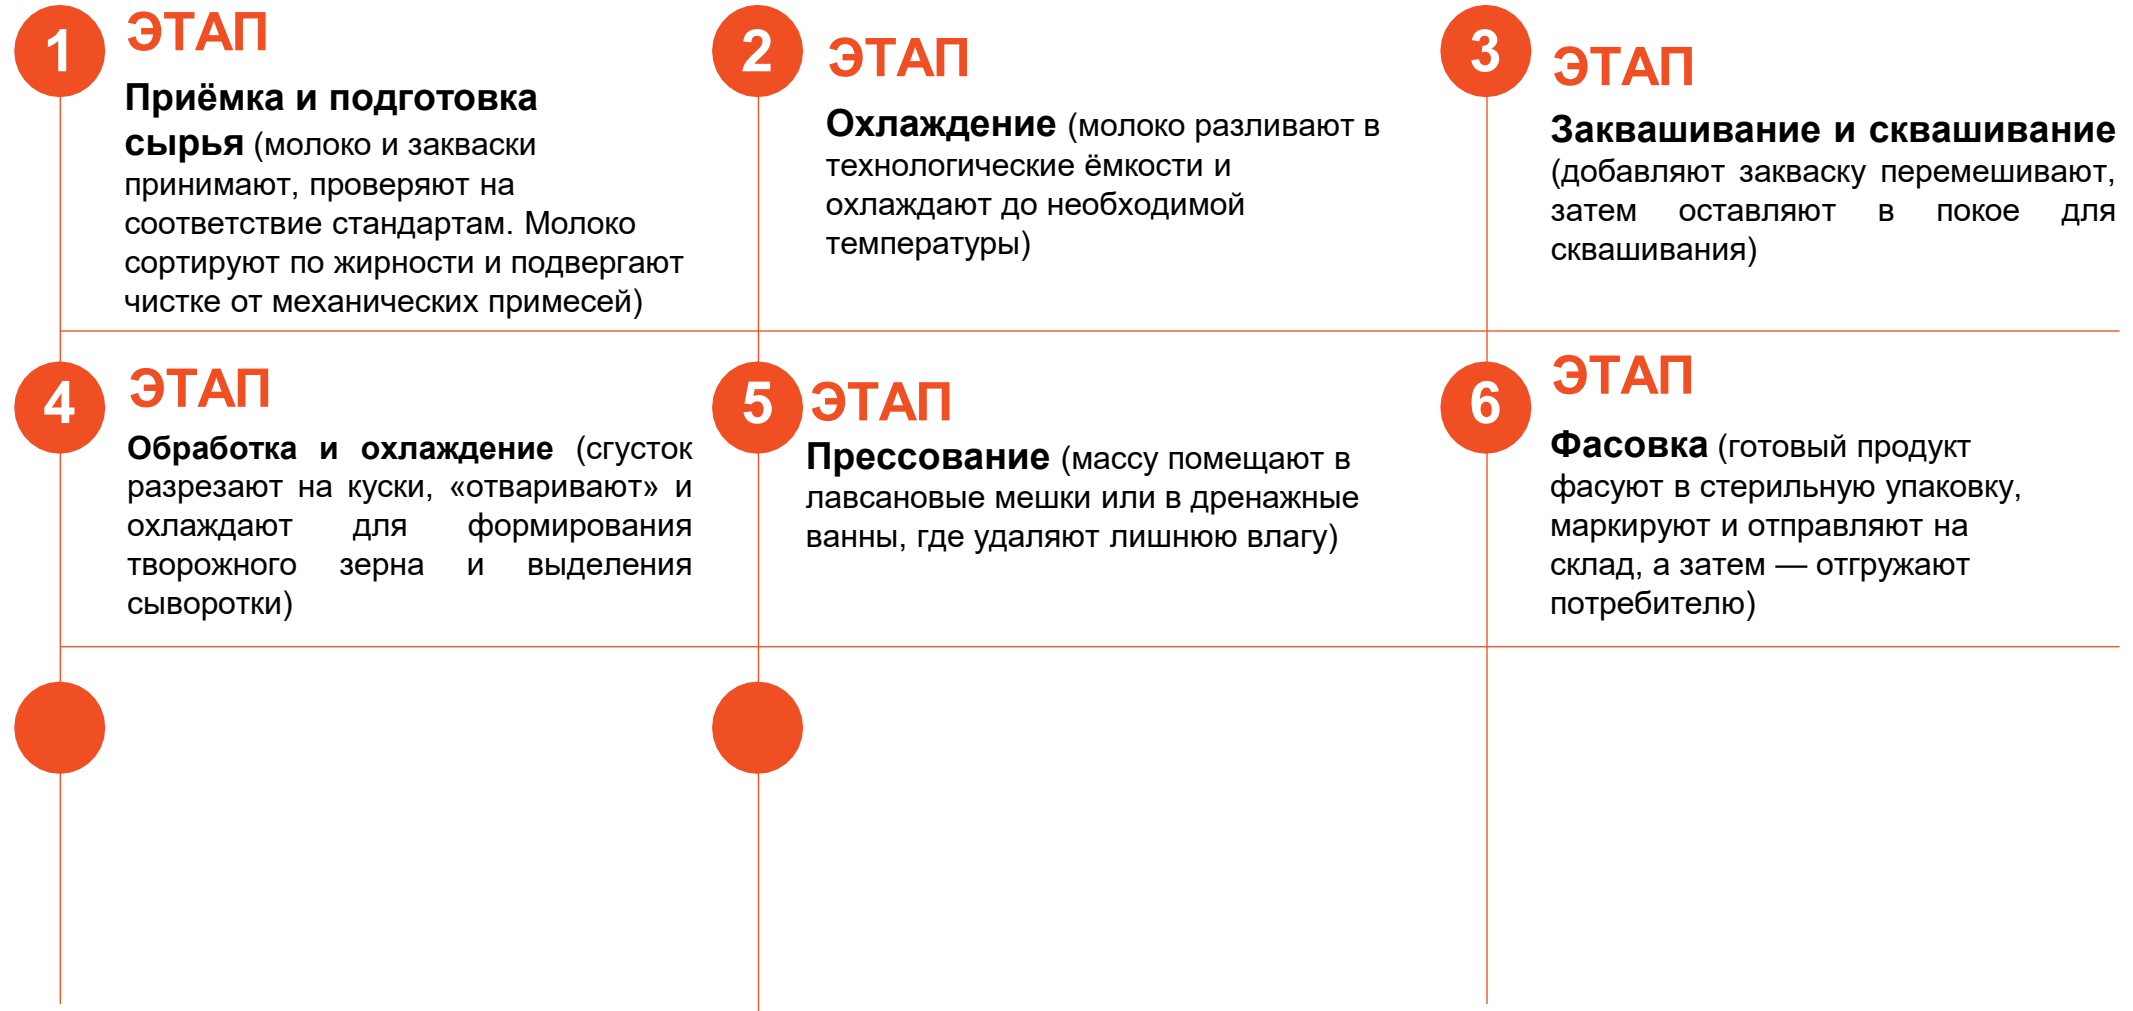 1
ЭТАП
Приёмка и подготовка
сырья (молоко и закваски
принимают, проверяют на
соответствие стандартам. Молоко
сортируют по жирности и подвергают
чистке от механических примесей)
2
ЭТАП
Охлаждение (молоко разливают в
технологические ёмкости и
охлаждают до необходимой
температуры)
3
ЭТАП
Заквашивание и сквашивание
(добавляют закваску перемешивают,
затем оставляют в покое для
сквашивания)
4
ЭТАП
Обработка и охлаждение (сгусток
разрезают на куски, «отваривают» и
охлаждают для формирования
творожного зерна и выделения
сыворотки)
5
ЭТАП
Прессование (массу помещают в
лавсановые мешки или в дренажные
ванны, где удаляют лишнюю влагу)
6
ЭТАП
Фасовка (готовый продукт
фасуют в стерильную упаковку,
маркируют и отправляют на
склад, а затем — отгружают
потребителю)